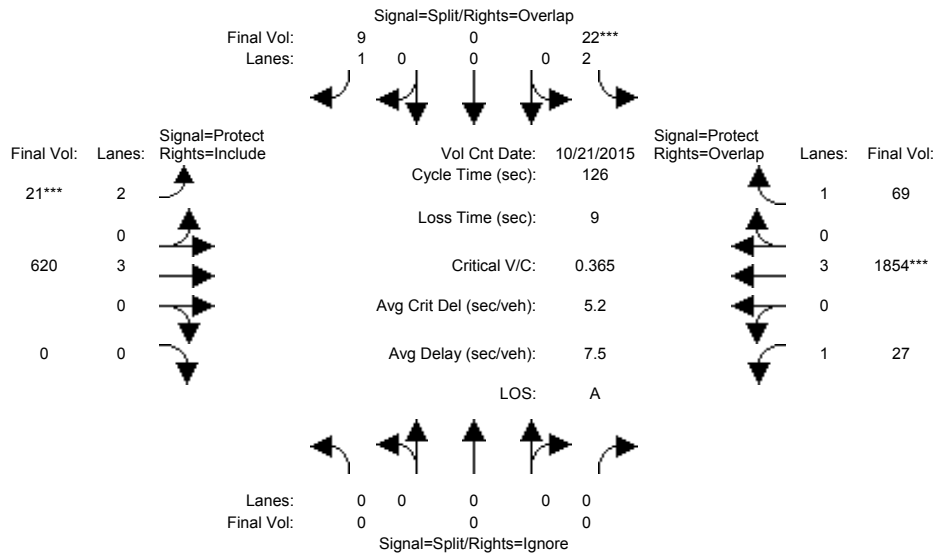 Signal=Split/Rights=Overlap
Final Vol: 9 0 22***
Lanes: 1 0 0 0 2
Signal=Protect
Final Vol: Lanes: Rights=Include
Vol Cnt Date: 10/21/2015
Signal=Protect
Rights=Overlap Lanes: Final Vol:
Cycle Time (sec): 126
21*** 2
1 69
Loss Time (sec): 9
0
0
620 3
Critical V/C: 0.365
3 1854***
0
Avg Crit Del (sec/veh): 5.2
0
0 0
Avg Delay (sec/veh): 7.5
1 27
LOS: A
Lanes: 0 0 0 0 0
Final Vol: 0 0 0
Signal=Split/Rights=Ignore